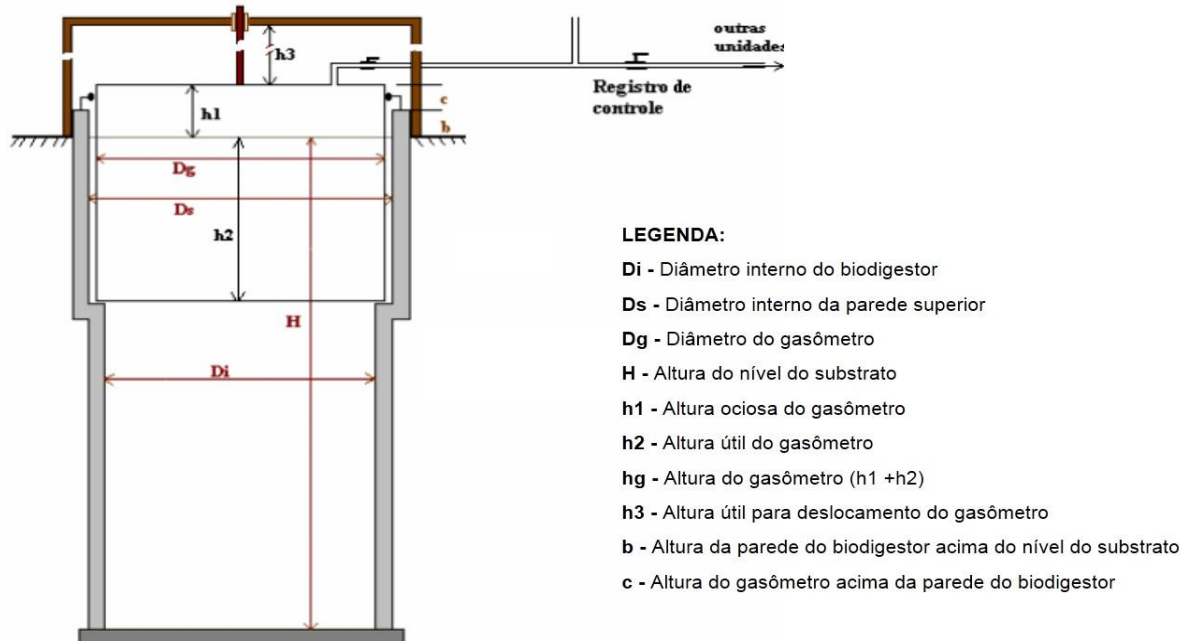 outras
unidades
h3
Registro de
controle
h1
c
b
Dg
Ds
h2
H
Di
LEGENDA:
Di - Diâmetro interno do biodigestor
Ds - Diâmetro interno da parede superior
Dg - Diâmetro do gasômetro
H - Altura do nível do substrato
h1 - Altura ociosa do gasômetro
h2 - Altura útil do gasômetro
hg - Altura do gasômetro (h1 +h2)
h3 - Altura útil para deslocamento do gasômetro
b - Altura da parede do biodigestor acima do nível do substrato
c - Altura do gasômetro acima da parede do biodigestor